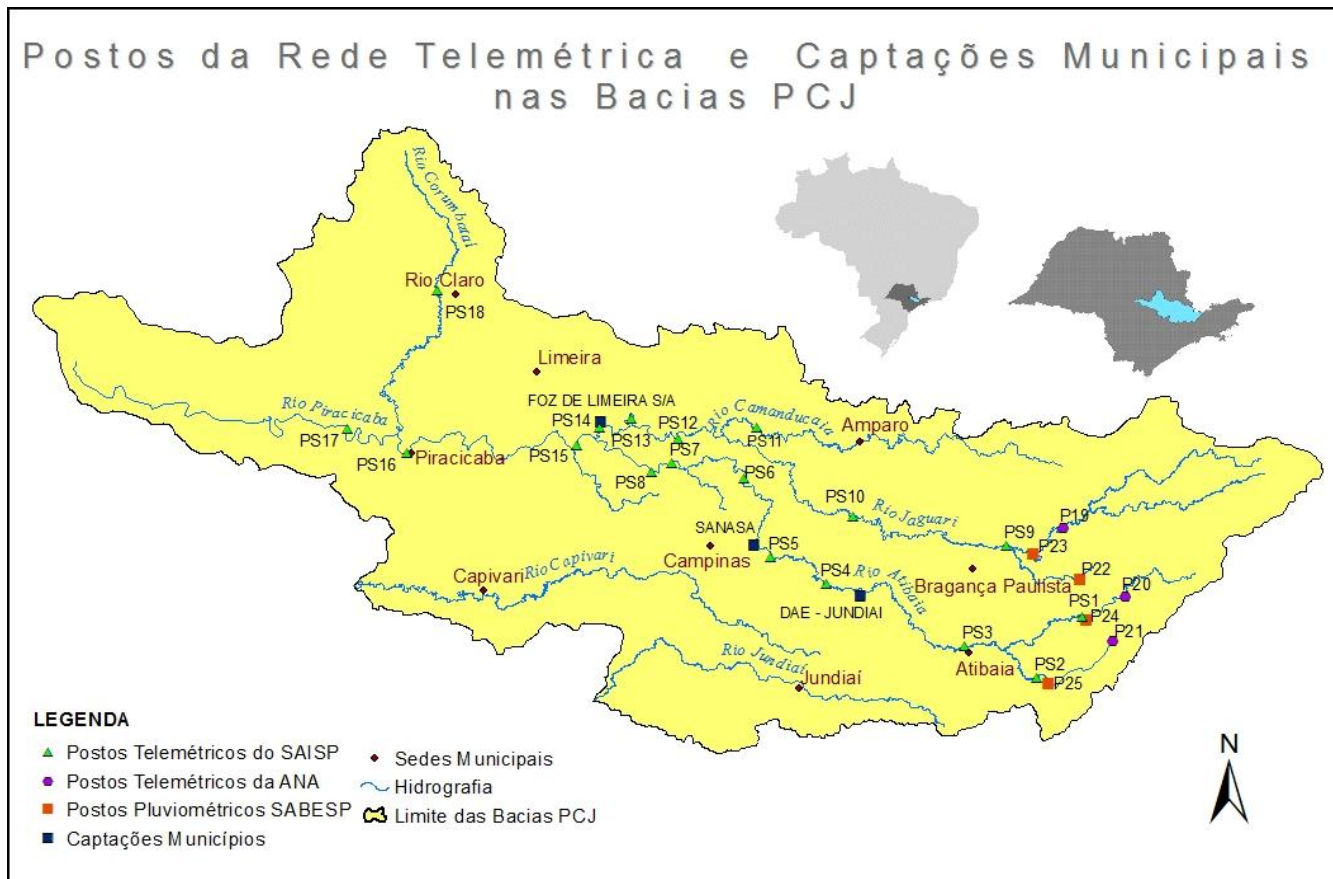 Postos da Rede Telemétrica e Captações Municipais
nas Bacias PCJ
Rio Corumbataí
Rio Claro
PS18
Limeira
FOZ DE LIMEIRA S/A
Rio Piracicaba
PS17
PS16
Piracicaba
PS15
PS14
PS13
PS12
Rio Camanducaia
PS11
Amparo
PS7
PS8
PS6
PS10
Rio Jaguari
PS9
P19
P23
SANASA
Campinas
PS5
PS4
Rio Atibaia
DAE - JUNDIAI
Bragança Paulista
P22
P20
PS1
P24
P21
Capivari
Rio Capivari
PS3
Atibaia
PS2
P25
Rio Jundiaí
Jundiaí
LEGENDA
Postos Telemétricos do SAISP
Postos Telemétricos da ANA
Postos Pluviométricos SABESP
Captações Municípios
Sedes Municipais
Hidrografia
Limite das Bacias PCJ
N